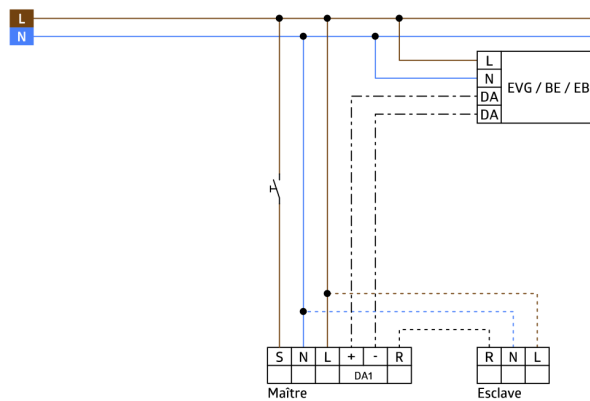 L
N
L
N
DA
DA
EVG / BE / EB
S N L + - R
DA1
Maître
R N L
Esclave